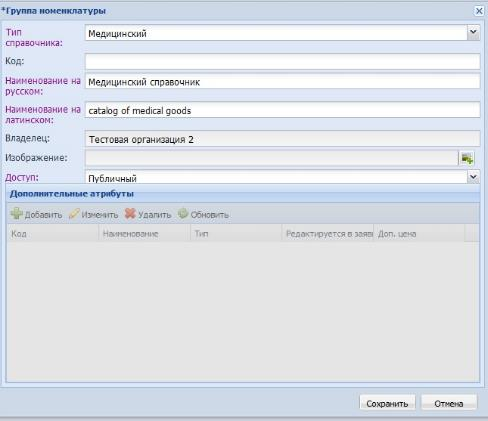 *Группа номенклатуры
Тип
справочника:
Медицинский
Код:
Наименование на
русском:
Медицинский справочник
Наименование на
латинском:
catalog of medical goods
Владелец:
Тестовая организация 2
Изображение:
Доступ:
Публичный
Дополнительные атрибуты
Добавить Изменить Удалить Обновить
Код Наименование Тип Редактируется в заяв Доп. цена
Сохранить Отмена